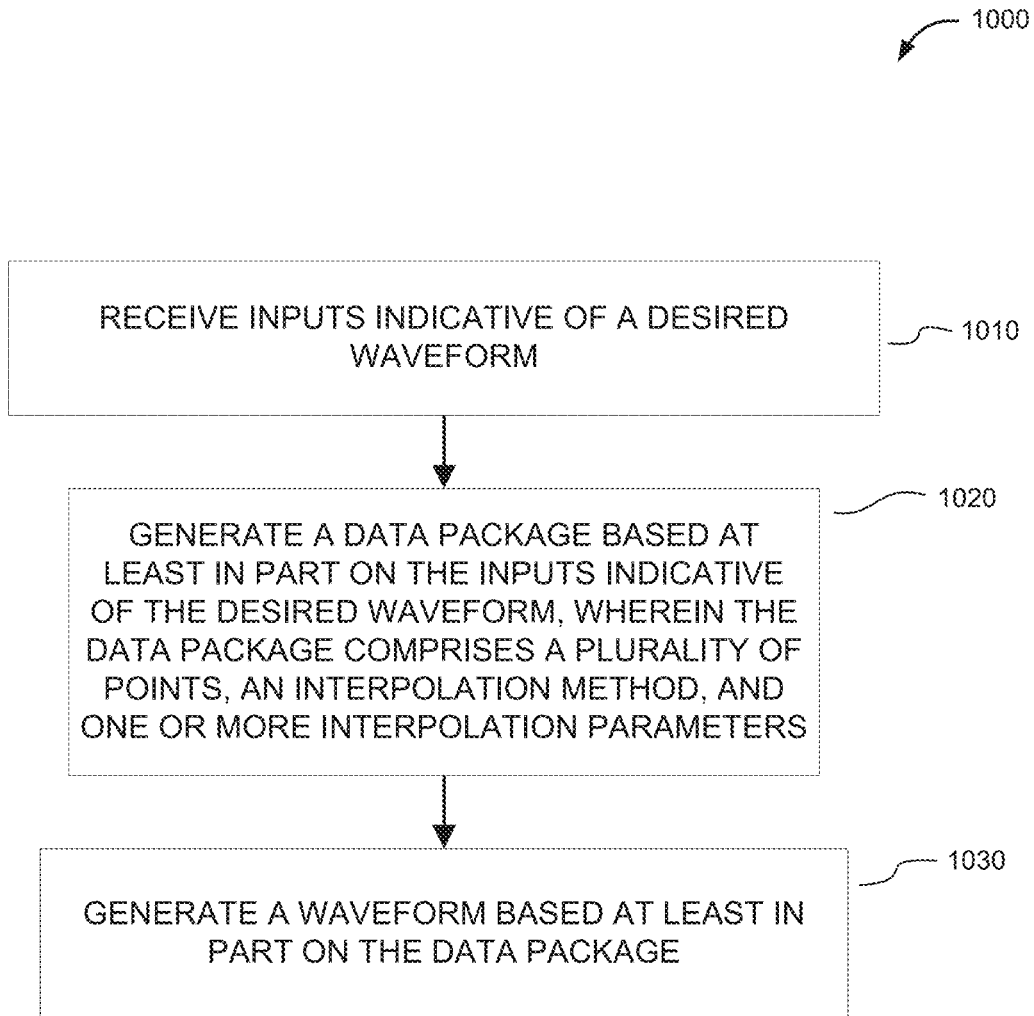 1000
RECEIVE INPUTS INDICATIVE OF A DESIRED
WAVEFORM
1010
1020
GENERATE A DATA PACKAGE BASED AT
LEAST IN PART ON THE INPUTS INDICATIVE
OF THE DESIRED WAVEFORM, WHEREIN THE
DATA PACKAGE COMPRISES A PLURALITY OF
POINTS, AN INTERPOLATION METHOD, AND
ONE OR MORE INTERPOLATION PARAMETERS
1030
GENERATE A WAVEFORM BASED AT LEAST IN
PART ON THE DATA PACKAGE